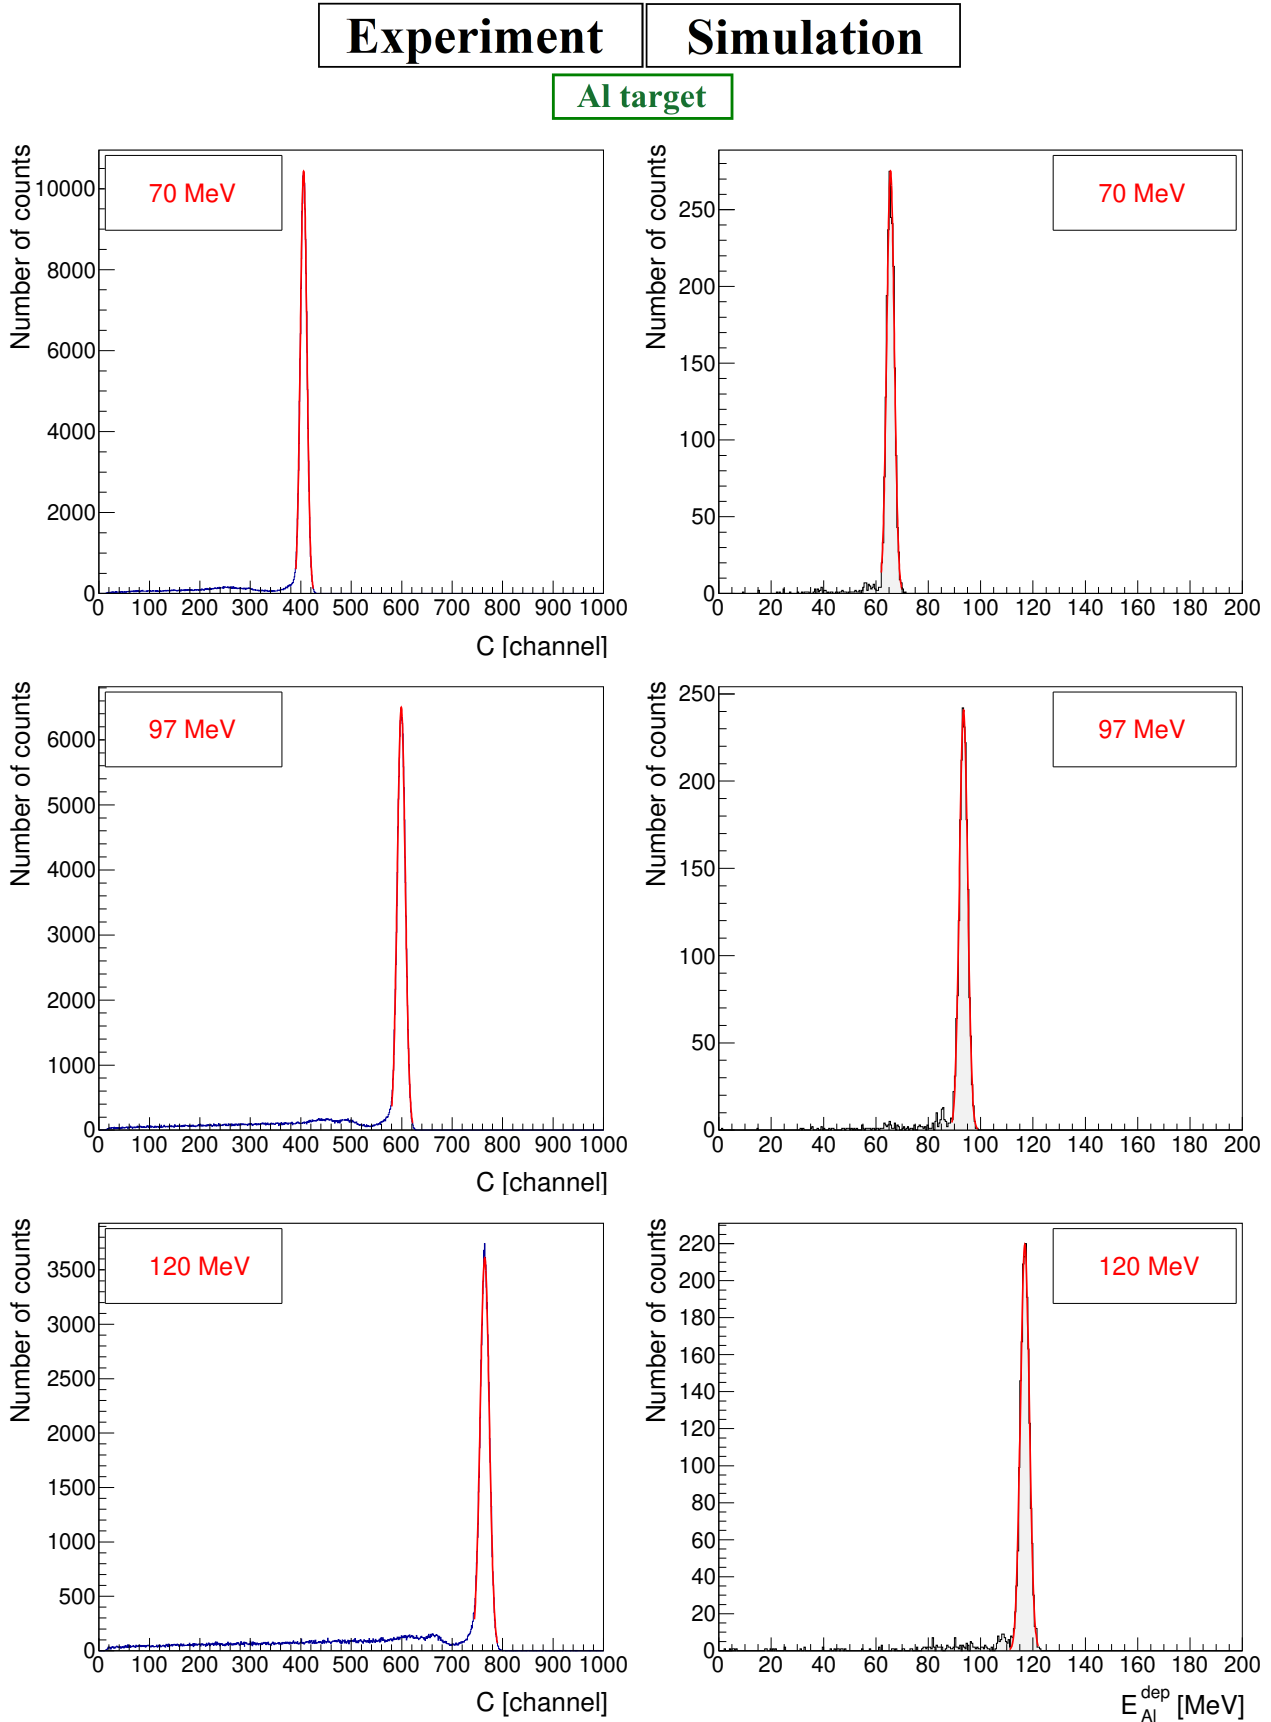 Experiment Simulation
Al target
Number of counts
10000
8000
6000
4000
2000
0
0 100 200 300 400 500 600 700 800 900 1000
C [channel]
70 MeV
Number of counts
250
200
150
100
50
0
0 20 40 60 80 100 120 140 160 180 200
70 MeV
Number of counts
6000
5000
4000
3000
2000
1000
0
0 100 200 300 400 500 600 700 800 900 1000
C [channel]
97 MeV
Number of counts
250
200
150
100
50
0
0 20 40 60 80 100 120 140 160 180 200
97 MeV
Number of counts
3500
3000
2500
2000
1500
1000
500
0
0 100 200 300 400 500 600 700 800 900 1000
C [channel]
120 MeV
Number of counts
220
200
180
160
140
120
100
80
60
40
20
0
0 20 40 60 80 100 120 140 160 180 200
E_Al^dep [MeV]
120 MeV